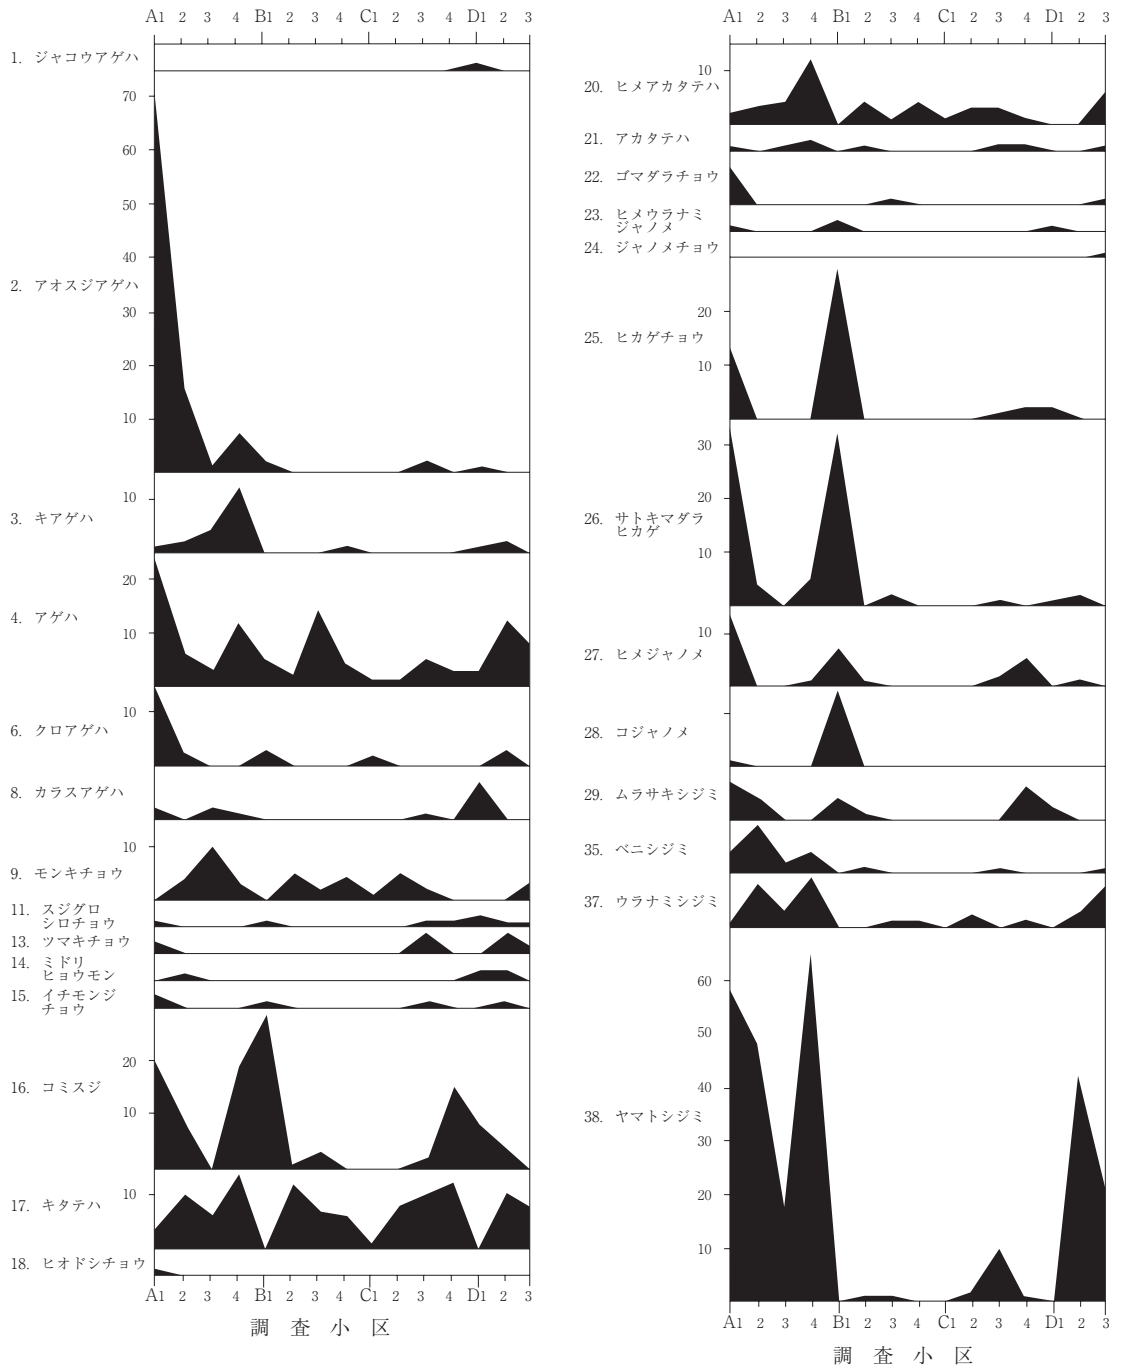 A1 2 3 4 B1 2 3 4 C1 2 3 4 D1 2 3
1. ジャコウアゲハ
70
60
50
40
2. アオスジアゲハ
30
20
10
10
3. キアゲハ
20
4. アゲハ
10
10
6. クロアゲハ
8. カラスアゲハ
10
9. モンキチョウ
11. スジグロ
シロチョウ
13. ツマキチョウ
14. ミドリ
ヒョウモン
15. イチモンジ
チョウ
20
16. コミスジ
10
10
17. キタテハ
18. ヒオドシチョウ
A1 2 3 4 B1 2 3 4 C1 2 3 4 D1 2 3
調査小区
A1 2 3 4 B1 2 3 4 C1 2 3 4 D1 2 3
10
20. ヒメアカタテハ
21. アカタテハ
22. ゴマダラチョウ
23. ヒメウラナミ
ジャノメ
24. ジャノメチョウ
20
25. ヒカゲチョウ
10
30
20
26. サトキマダラ
ヒカゲ
10
10
27. ヒメジャノメ
28. コジャノメ
29. ムラサキシジミ
35. ベニシジミ
37. ウラナミシジミ
60
50
40
38. ヤマトシジミ
30
20
10
A1 2 3 4 B1 2 3 4 C1 2 3 4 D1 2 3
調査小区